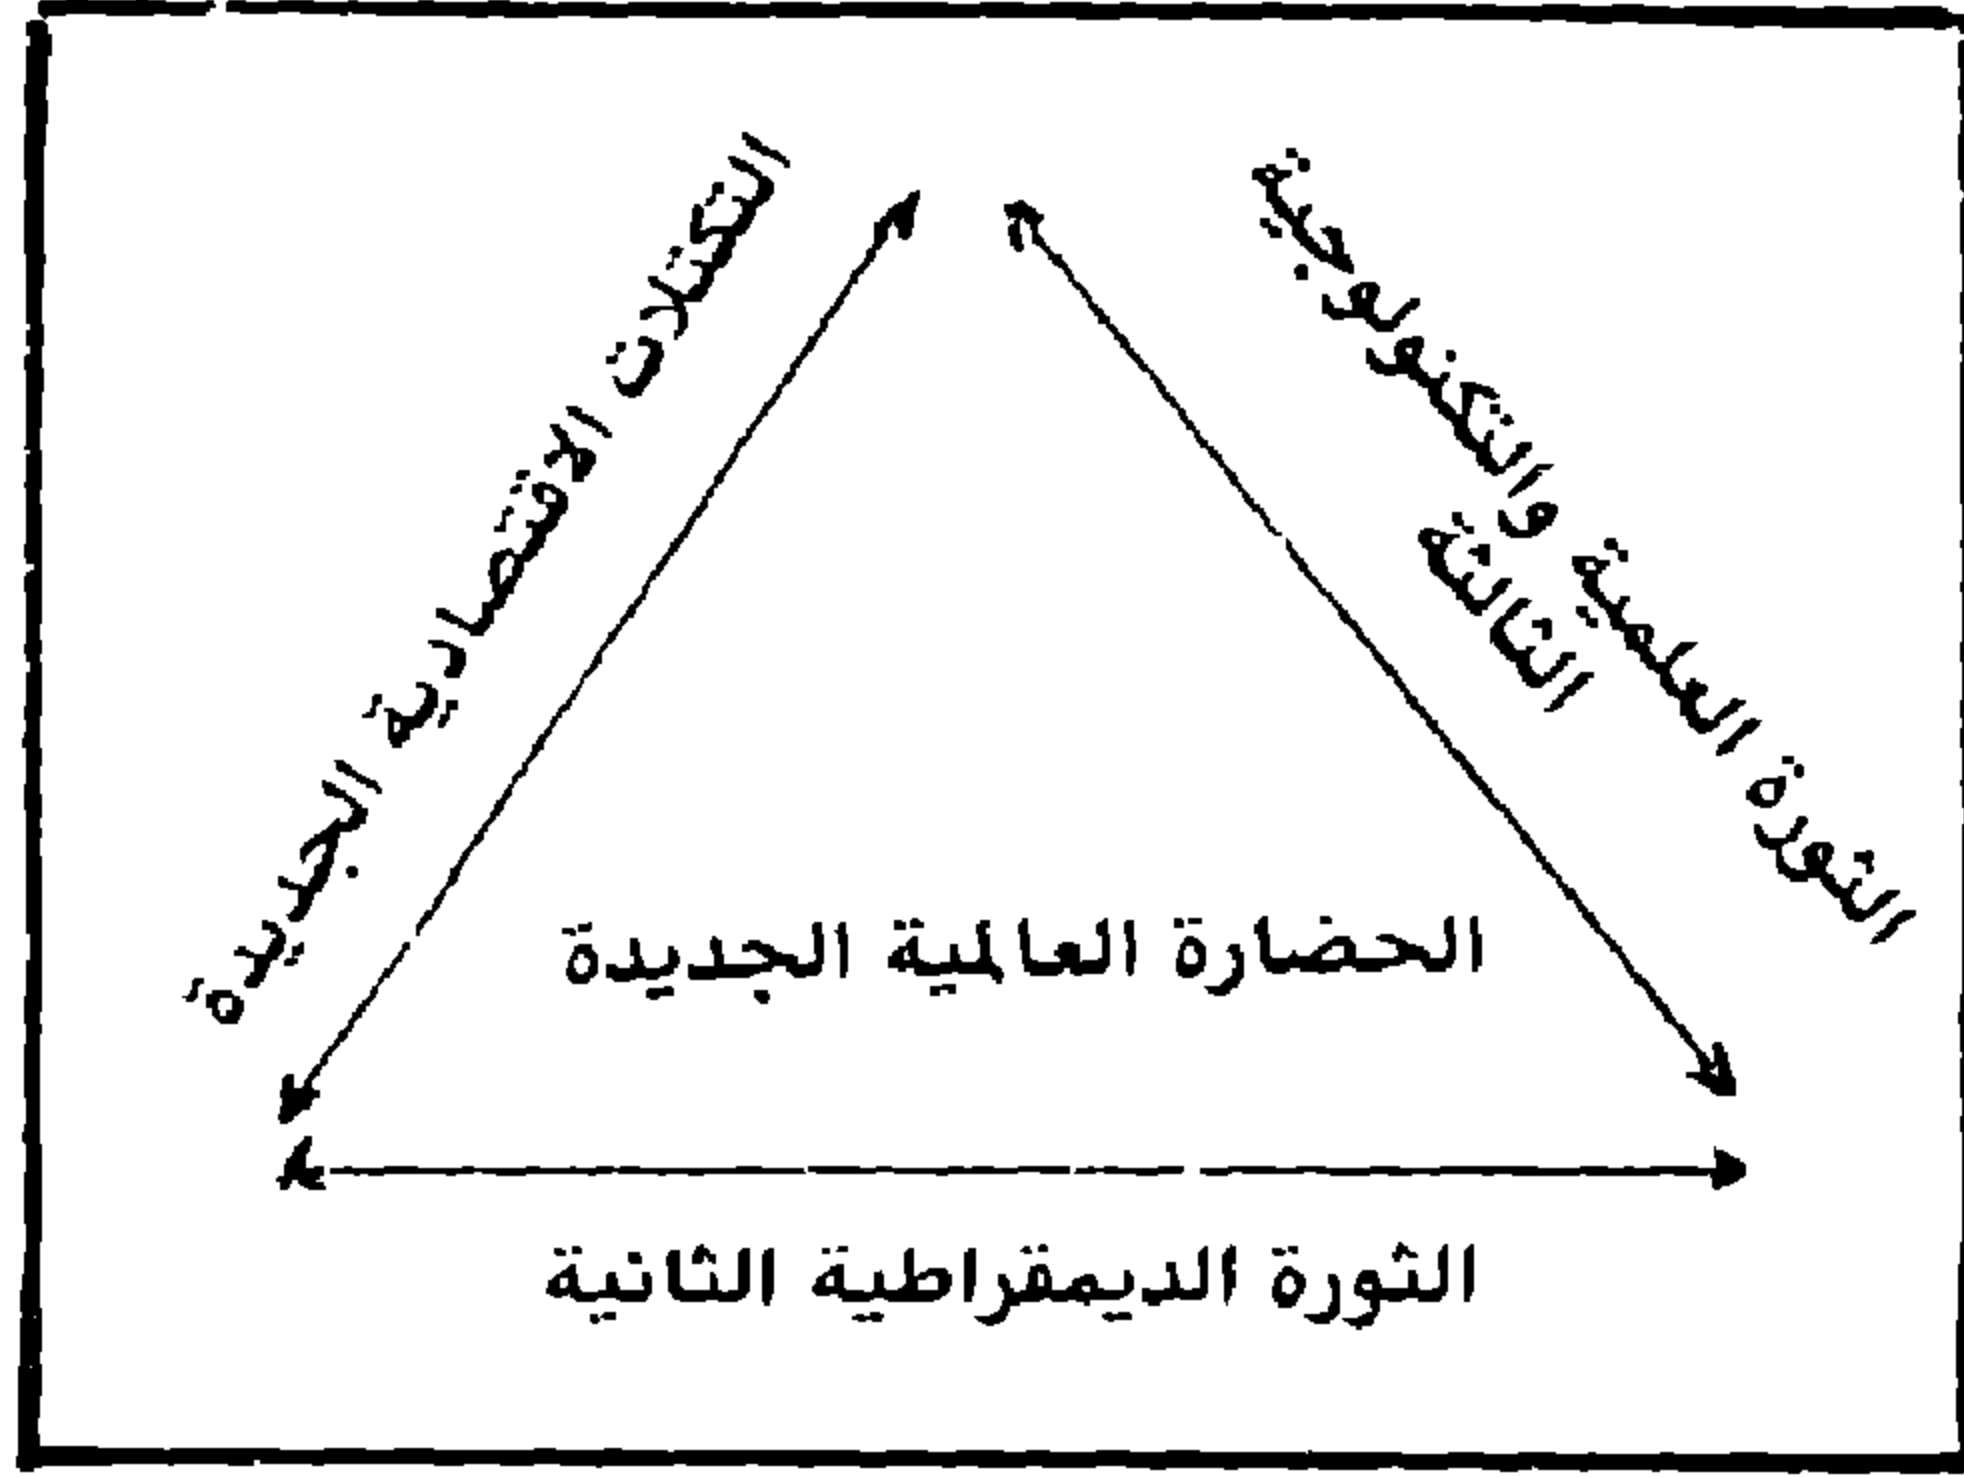 التكتلات الاقتصادية الجديدة
الثورة العلمية والتكنولوجية
الثالثة
الحضارة العالمية الجديدة
الثورة الديمقراطية الثانية